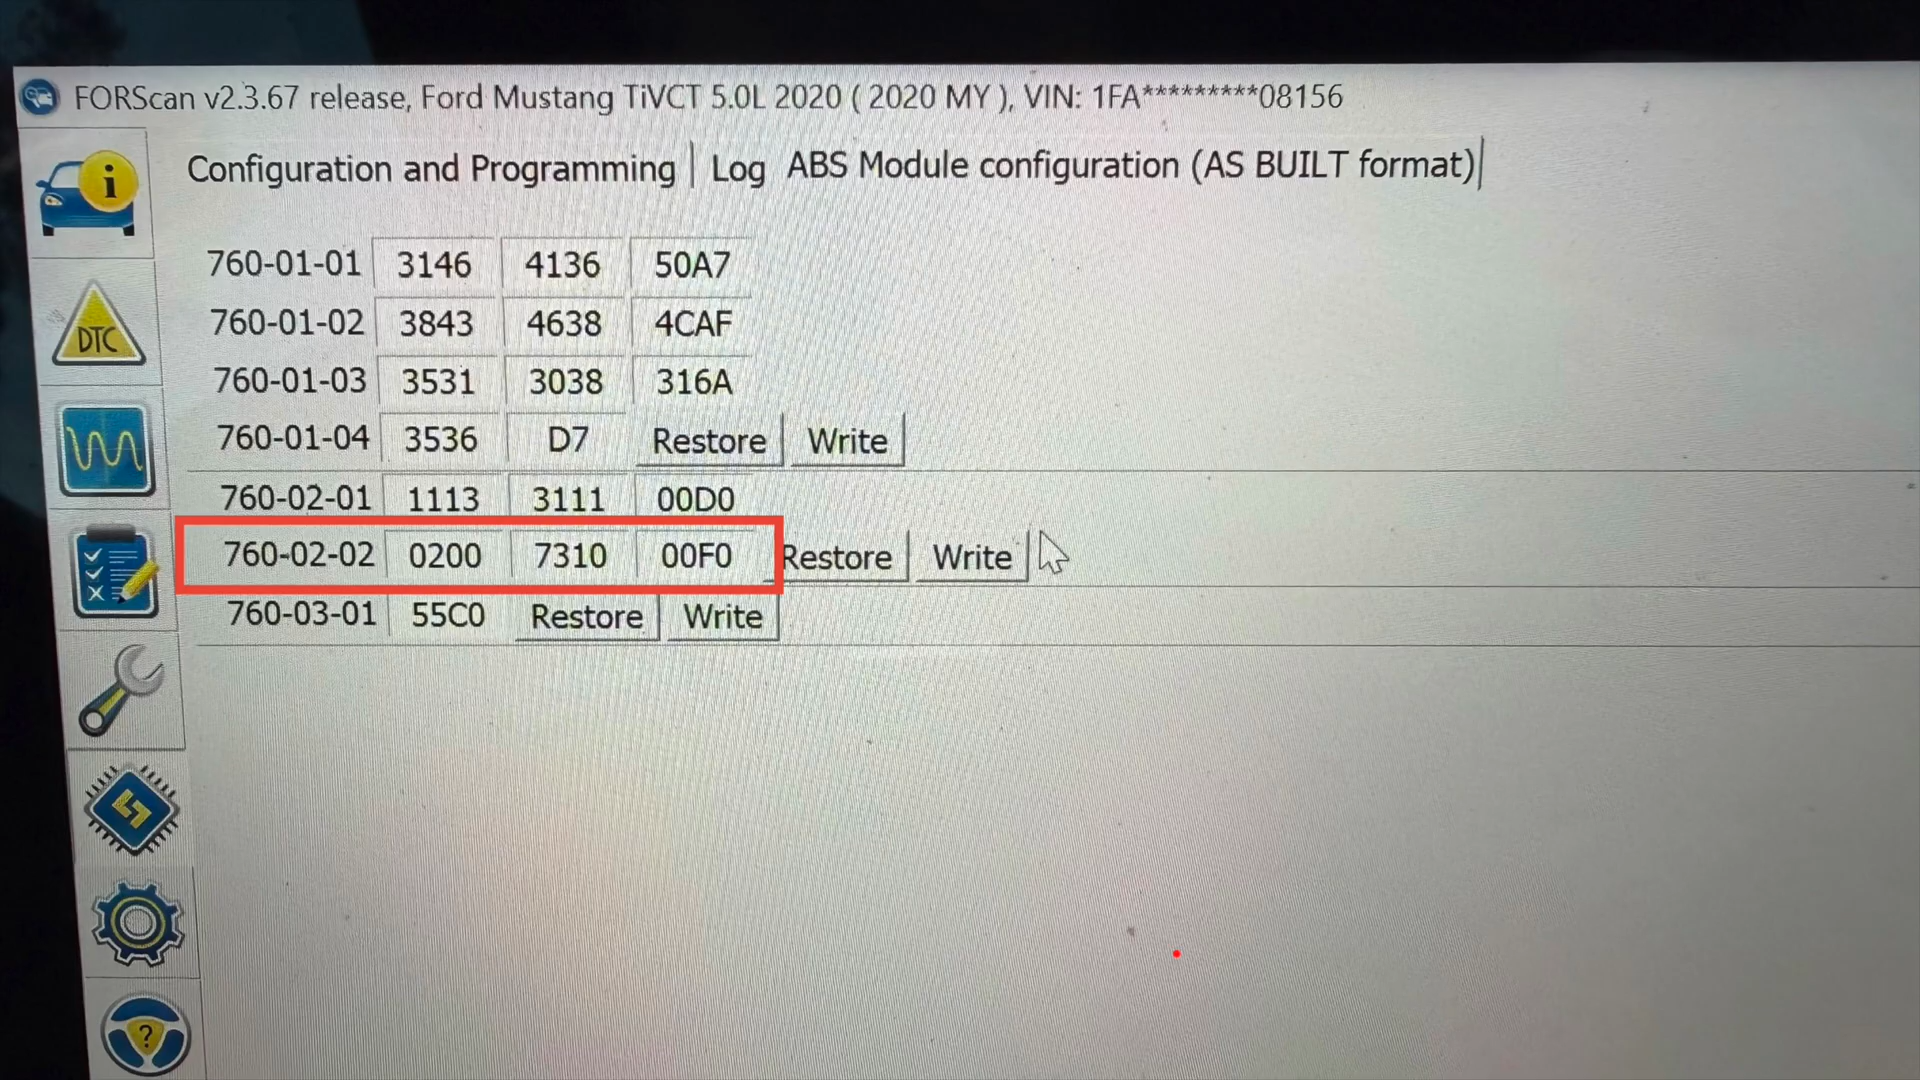 FORScan v2.3.67 release, Ford Mustang TiVCT 5.0L 2020 ( 2020 MY ), VIN: 1FA*********08156
Configuration and Programming Log ABS Module configuration (AS BUILT format)
i
DTC
760-01-01 3146 4136 50A7
760-01-02 3843 4638 4CAF
760-01-03 3531 3038 316A
760-01-04 3536 D7 Restore Write
760-02-01 1113 3111 00D0
760-02-02 0200 7310 00F0 Restore Write
760-03-01 55C0 Restore Write
?